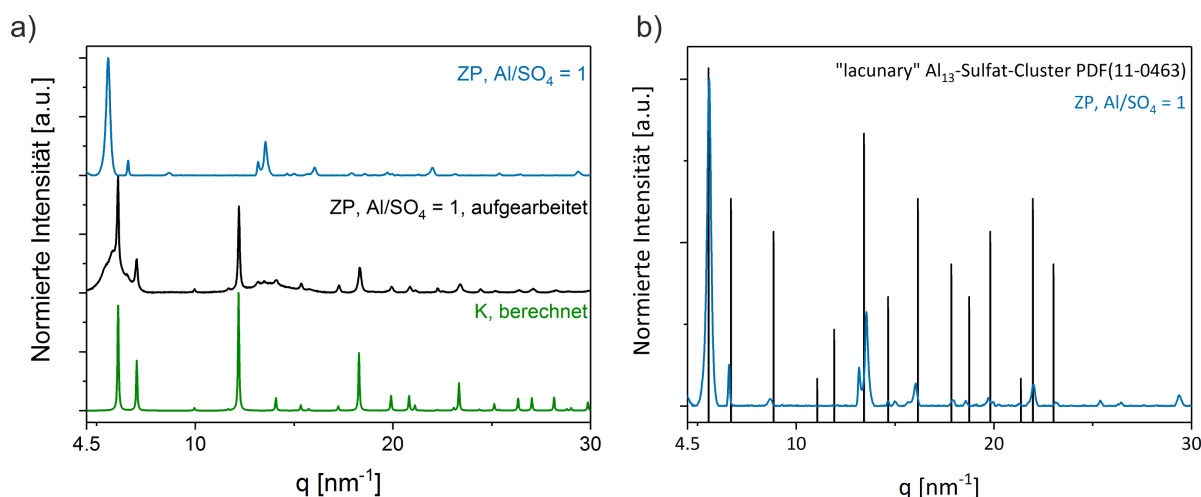 a)
Normierte Intensität [a.u.]
ZP, Al/SO₄ = 1
ZP, Al/SO₄ = 1, aufgearbeitet
K, berechnet
4.5 10 20 30
q [nm⁻¹]
b)
Normierte Intensität [a.u.]
"lacunary" Al₁₃-Sulfat-Cluster PDF(11-0463)
ZP, Al/SO₄ = 1
4.5 10 20 30
q [nm⁻¹]